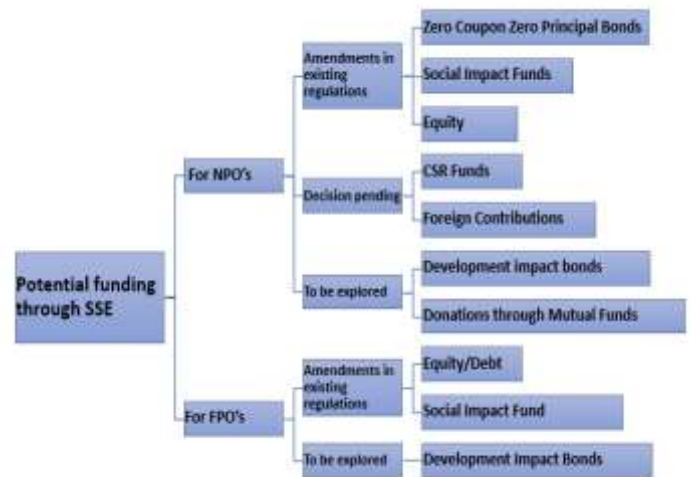 Potential funding
through SSE
For NPO's
Amendments in
existing
regulations
Zero Coupon Zero Principal Bonds
Social Impact Funds
Equity
Decision pending
CSR Funds
Foreign Contributions
To be explored
Development impact bonds
Donations through Mutual Funds
For FPO's
Amendments in
existing
regulations
Equity/Debt
Social Impact Fund
To be explored
Development Impact Bonds